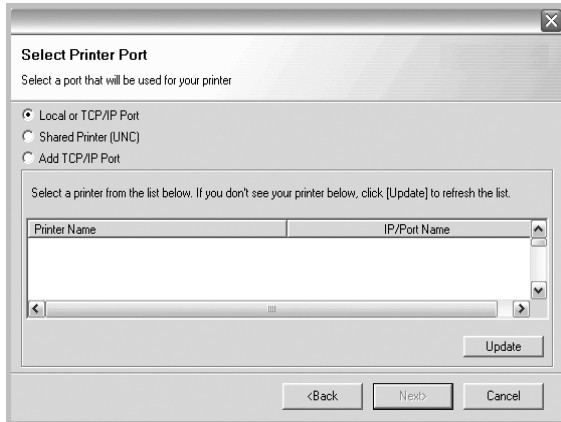 Select Printer Port
Select a port that will be used for your printer
Local or TCP/IP Port
Shared Printer (UNC)
Add TCP/IP Port
Select a printer from the list below. If you don't see your printer below, click [Update] to refresh the list.
Printer Name IP/Port Name
Update
<Back Next> Cancel